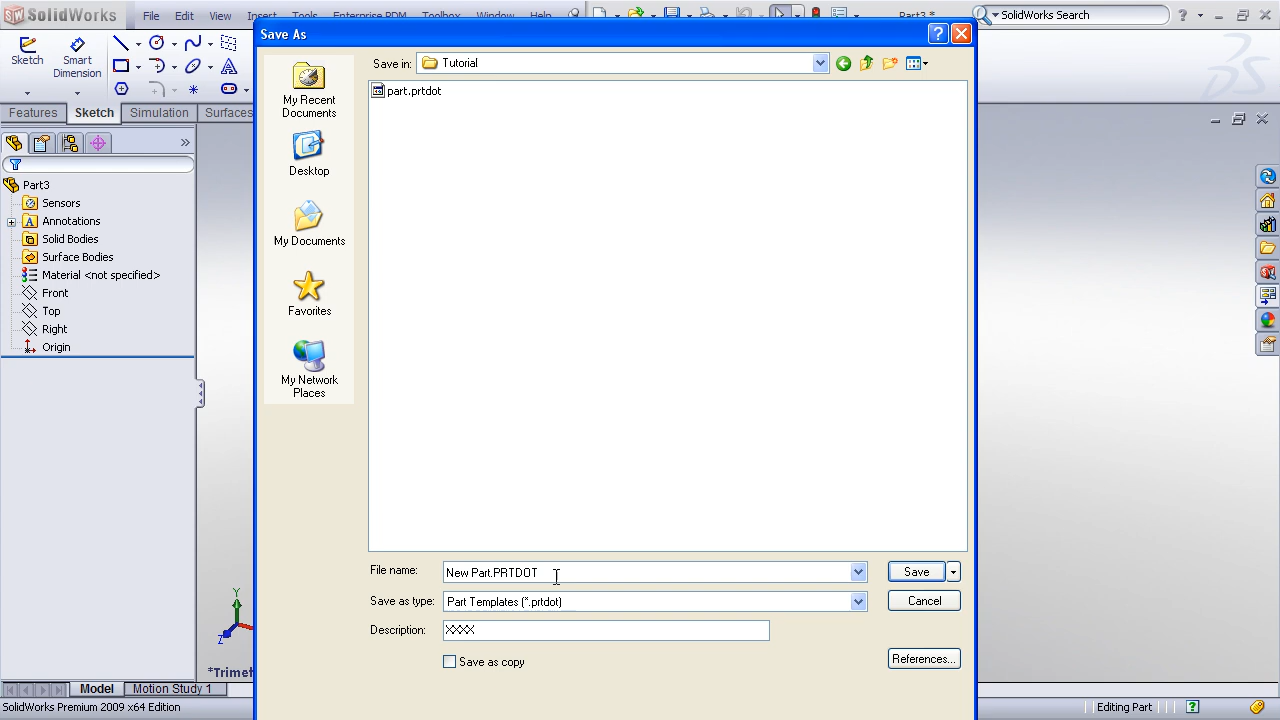 SolidWorks File Edit View Insert Tools Enterprise PDM Toolbox Window Help Part3 * SolidWorks Search
Save As
Save in: Tutorial
Sketch Smart Dimension
Features Sketch Simulation Surfaces
part.prtdot
My Recent Documents
Desktop
My Documents
Favorites
My Network Places
Part3
Sensors
Annotations
Solid Bodies
Surface Bodies
Material <not specified>
Front
Top
Right
Origin
File name: New Part.PRTDOT Save
Save as type: Part Templates (*.prtdot) Cancel
Description: XXXX
Save as copy References...
Y
X
Z
*Trimet
Model Motion Study 1
SolidWorks Premium 2009 x64 Edition Editing Part